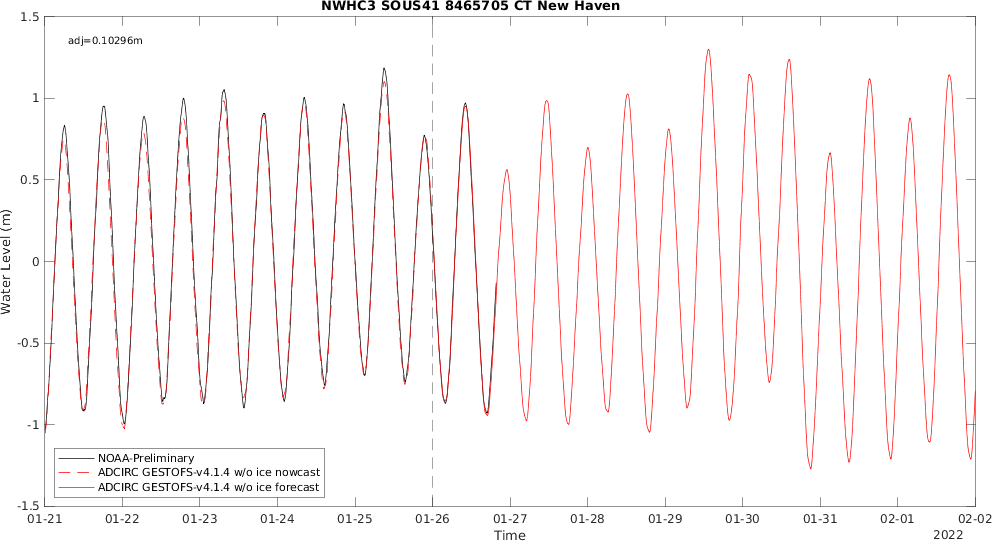 NWHC3 SOUS41 8465705 CT New Haven
adj=0.10296m
1.5
1
0.5
0
-0.5
-1
-1.5
Water Level (m)
NOAA-Preliminary
ADCIRC GESTOFS-v4.1.4 w/o ice nowcast
ADCIRC GESTOFS-v4.1.4 w/o ice forecast
01-21 01-22 01-23 01-24 01-25 01-26 01-27 01-28 01-29 01-30 01-31 02-01 02-02
Time
2022